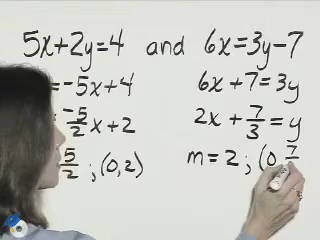 5x+2y=4 and 6x=3y-7
= -5x+4 6x+7=3y
-5/2 x+2 2x+7/3=y
5/2 ; (0,2) m=2 ; (0 7/